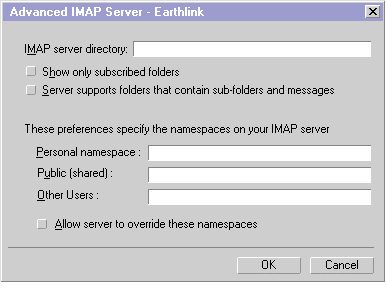 Advanced IMAP Server - Earthlink
IMAP server directory:
Show only subscribed folders
Server supports folders that contain sub-folders and messages
These preferences specify the namespaces on your IMAP server
Personal namespace :
Public (shared) :
Other Users :
Allow server to override these namespaces
OK Cancel